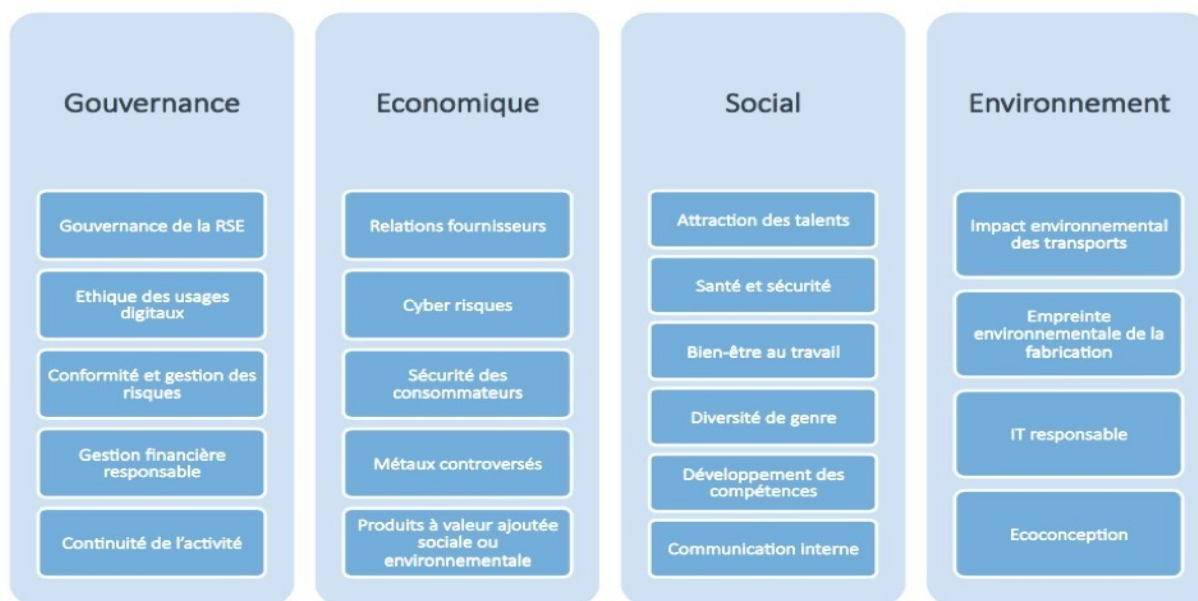 Gouvernance
Gouvernance de la RSE
Ethique des usages
digitaux
Conformité et gestion des
risques
Gestion financière
responsable
Continuité de l'activité
Economique
Relations fournisseurs
Cyber risques
Sécurité des
consommateurs
Métaux controversés
Produits à valeur ajoutée
sociale ou
environnementale
Social
Attraction des talents
Santé et sécurité
Bien-être au travail
Diversité de genre
Développement des
compétences
Communication interne
Environnement
Impact environnemental
des transports
Empreinte
environnementale de la
fabrication
IT responsable
Ecoconception